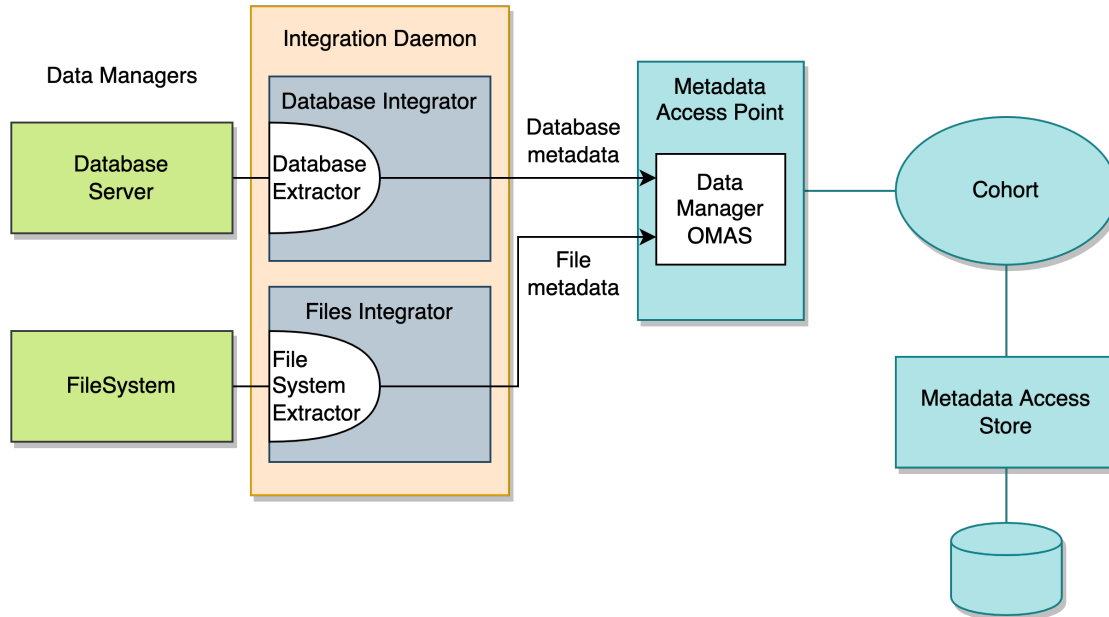 Data Managers
Database
Server
FileSystem
Integration Daemon
Database Integrator
Database
Extractor
Files Integrator
File
System
Extractor
Database
metadata
File
metadata
Metadata
Access Point
Data
Manager
OMAS
Cohort
Metadata Access
Store